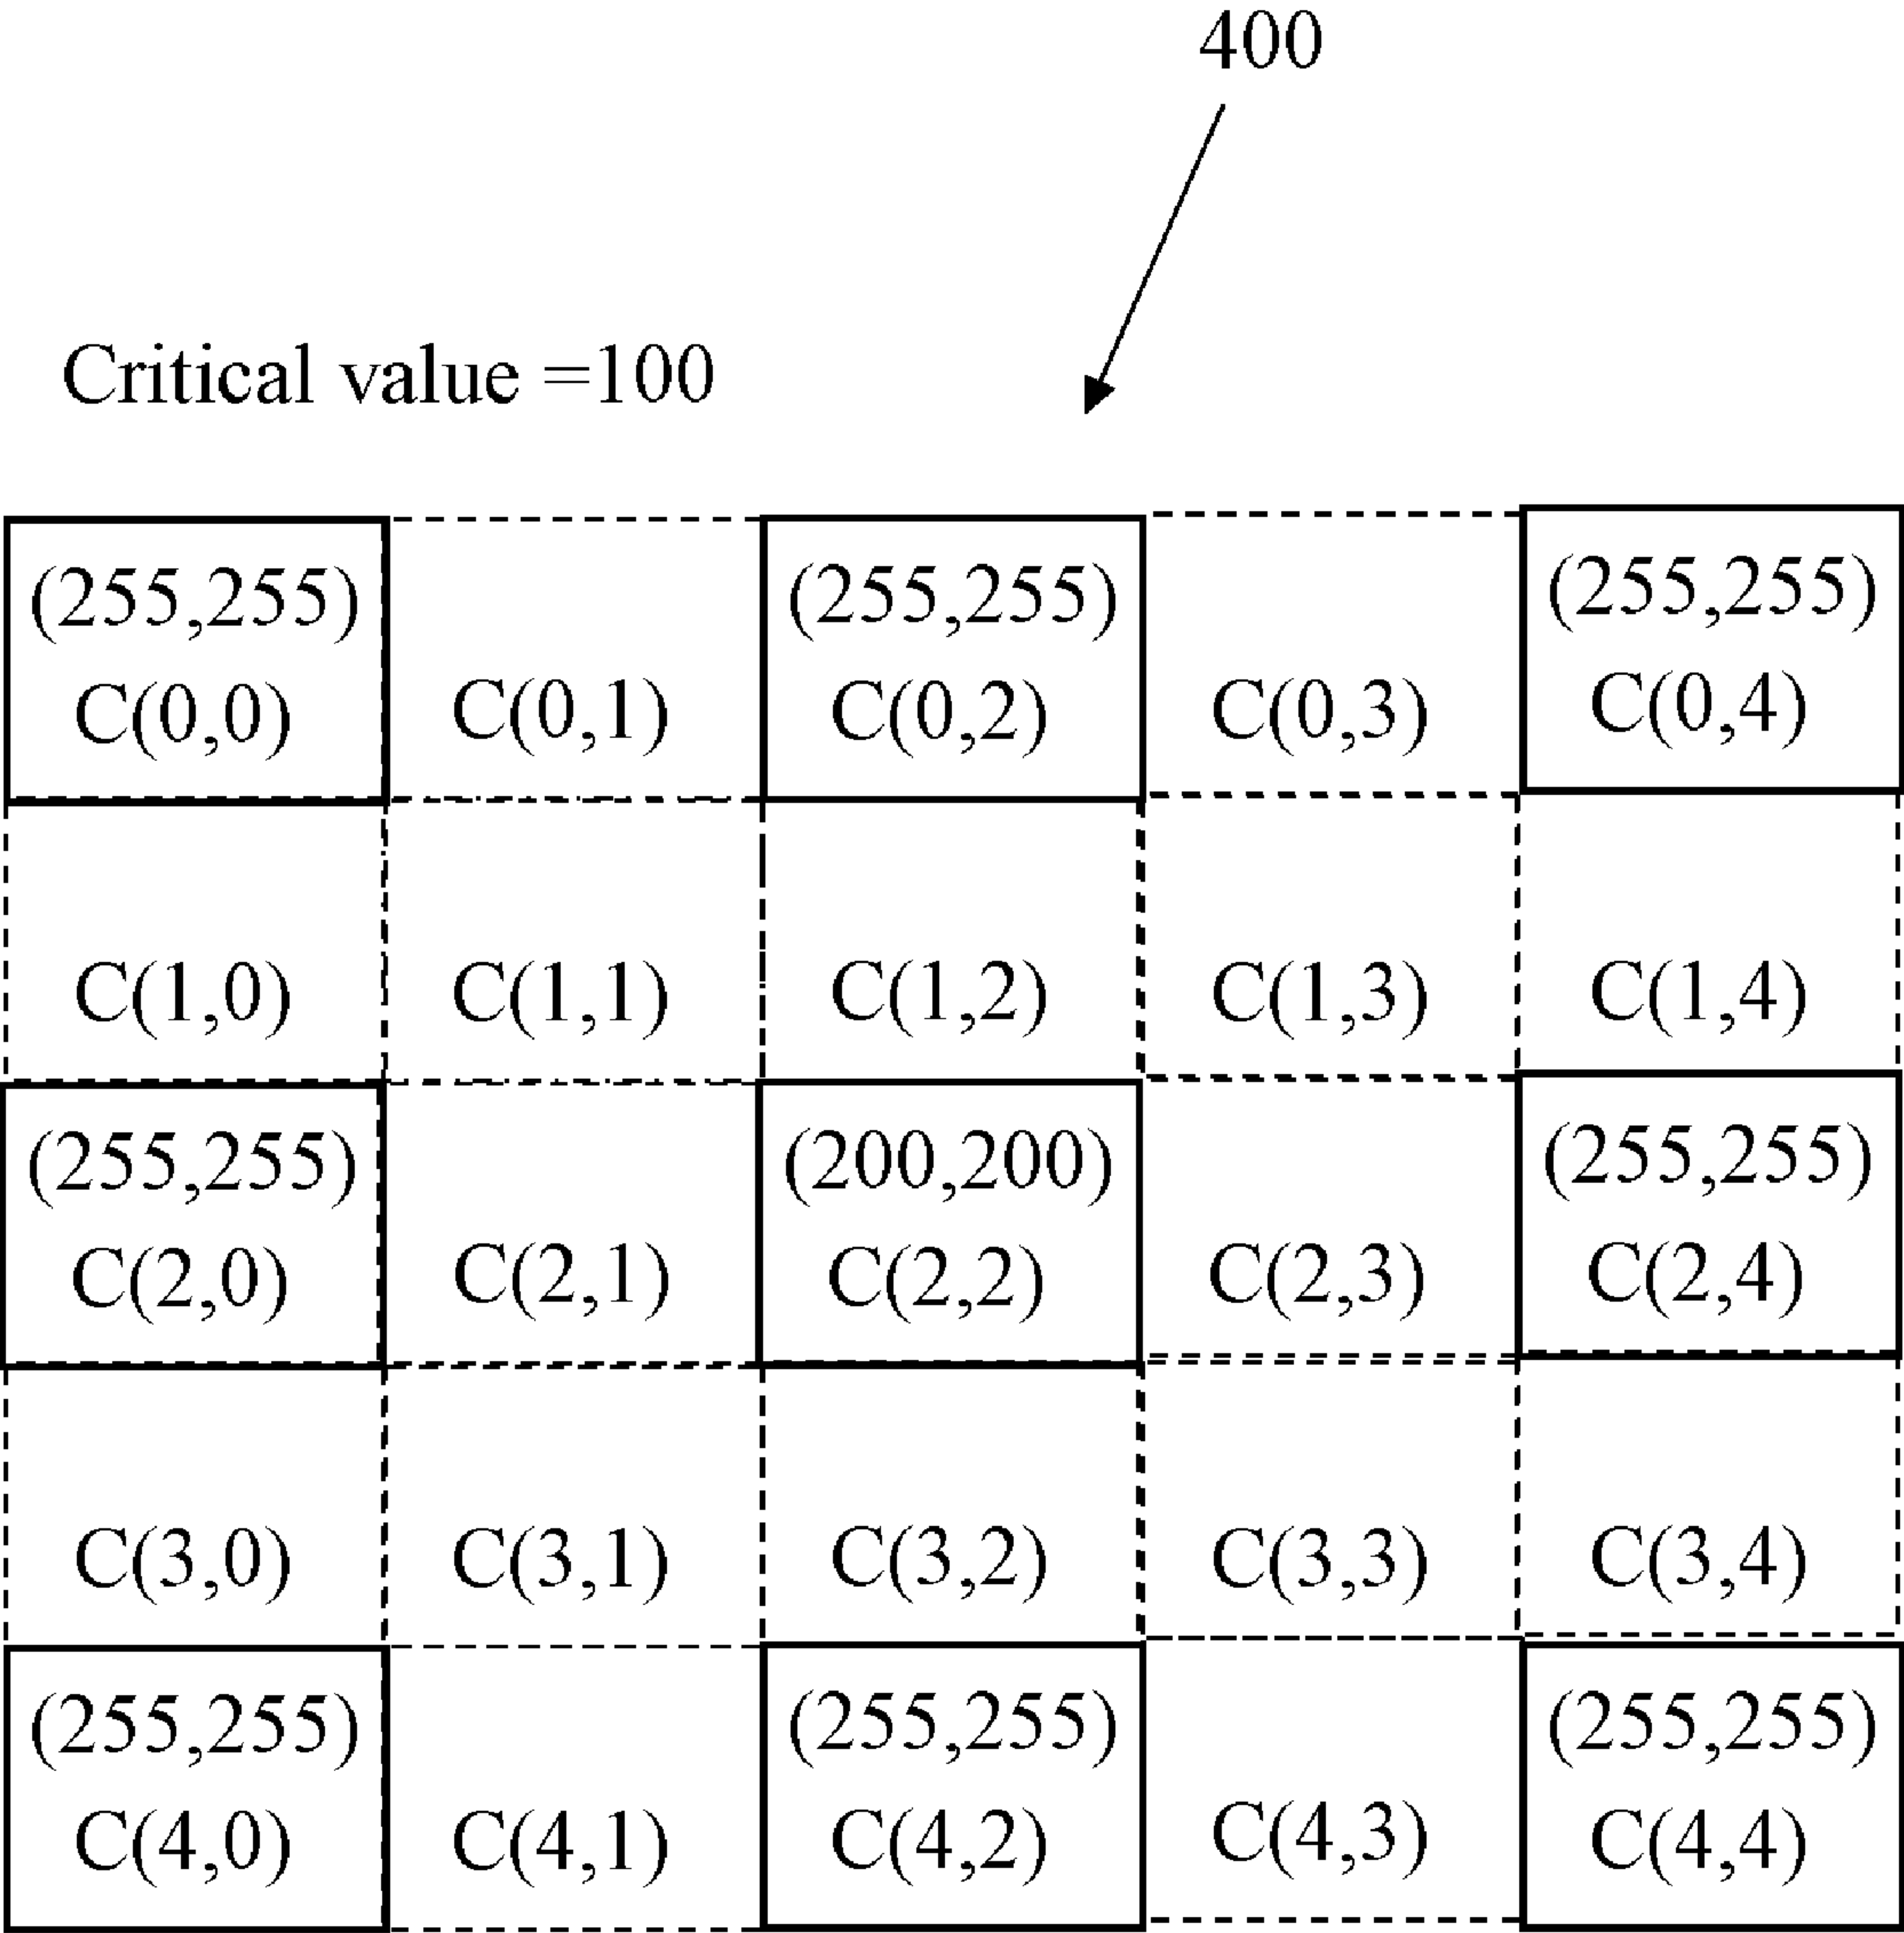 400
Critical value =100
(255,255) (255,255) (255,255)
C(0,0) C(0,1) C(0,2) C(0,3) C(0,4)
C(1,0) C(1,1) C(1,2) C(1,3) C(1,4)
(255,255) (200,200) (255,255)
C(2,0) C(2,1) C(2,2) C(2,3) C(2,4)
C(3,0) C(3,1) C(3,2) C(3,3) C(3,4)
(255,255) (255,255) (255,255)
C(4,0) C(4,1) C(4,2) C(4,3) C(4,4)